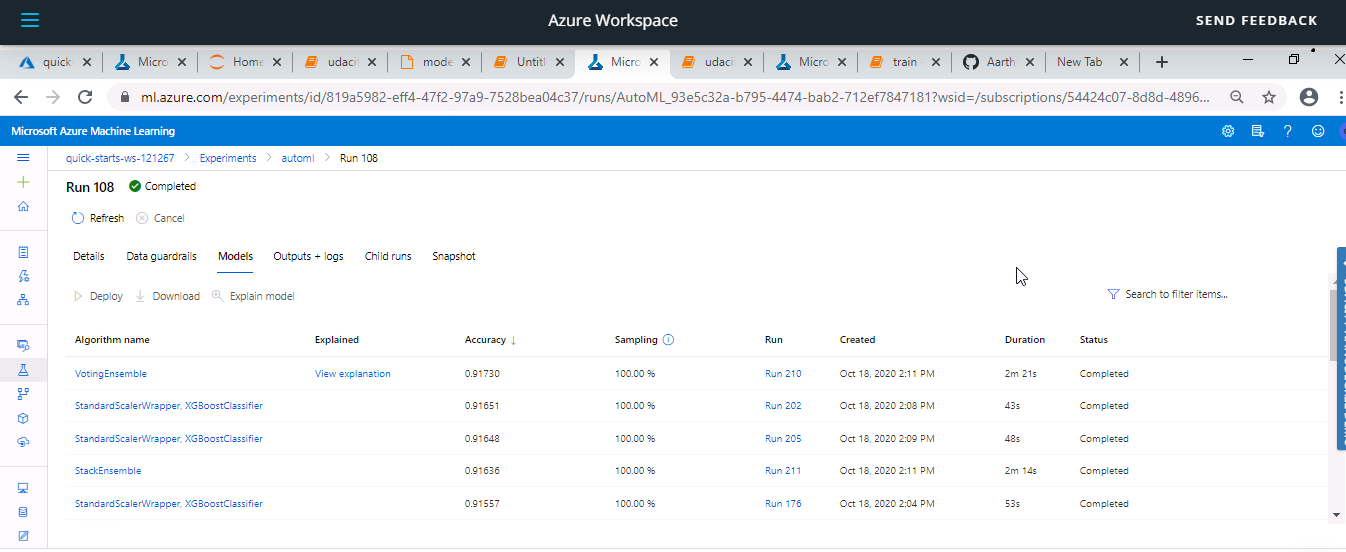 Azure Workspace
SEND FEEDBACK
quick-
Micro
Home
udaci
mode
Untitl
Micro
udaci
Micro
train -
Aarth
New Tab
ml.azure.com/experiments/id/819a5982-eff4-47f2-97a9-7528bea04c37/runs/AutoML_93e5c32a-b795-4474-bab2-712ef7847181?wsid=/subscriptions/54424c07-8d8d-4896...
Microsoft Azure Machine Learning
quick-starts-ws-121267 > Experiments > automl > Run 108
Run 108 Completed
Refresh Cancel
Details Data guardrails Models Outputs + logs Child runs Snapshot
Deploy Download Explain model Search to filter items...
Algorithm name Explained Accuracy ↓ Sampling Run Created Duration Status
VotingEnsemble View explanation 0.91730 100.00 % Run 210 Oct 18, 2020 2:11 PM 2m 21s Completed
StandardScalerWrapper, XGBoostClassifier 0.91651 100.00 % Run 202 Oct 18, 2020 2:08 PM 43s Completed
StandardScalerWrapper, XGBoostClassifier 0.91648 100.00 % Run 205 Oct 18, 2020 2:09 PM 48s Completed
StackEnsemble 0.91636 100.00 % Run 211 Oct 18, 2020 2:11 PM 2m 14s Completed
StandardScalerWrapper, XGBoostClassifier 0.91557 100.00 % Run 176 Oct 18, 2020 2:04 PM 53s Completed